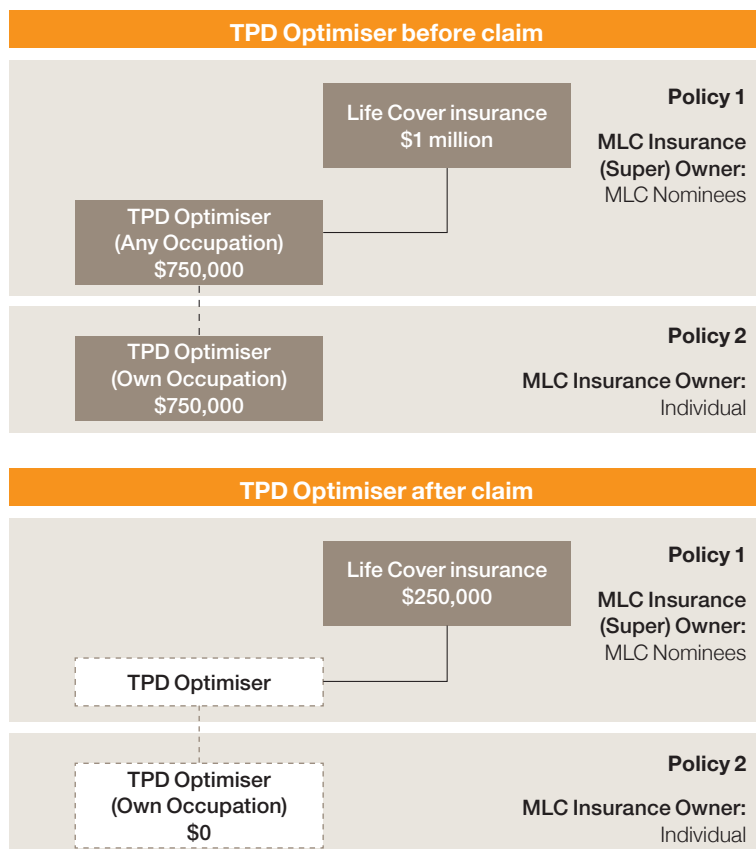 TPD Optimiser before claim
Policy 1
Life Cover insurance
$1 million
MLC Insurance
(Super) Owner:
MLC Nominees
TPD Optimiser
(Any Occupation)
$750,000
Policy 2
TPD Optimiser
(Own Occupation)
$750,000
MLC Insurance Owner:
Individual
TPD Optimiser after claim
Policy 1
Life Cover insurance
$250,000
MLC Insurance
(Super) Owner:
MLC Nominees
TPD Optimiser
Policy 2
TPD Optimiser
(Own Occupation)
$0
MLC Insurance Owner:
Individual